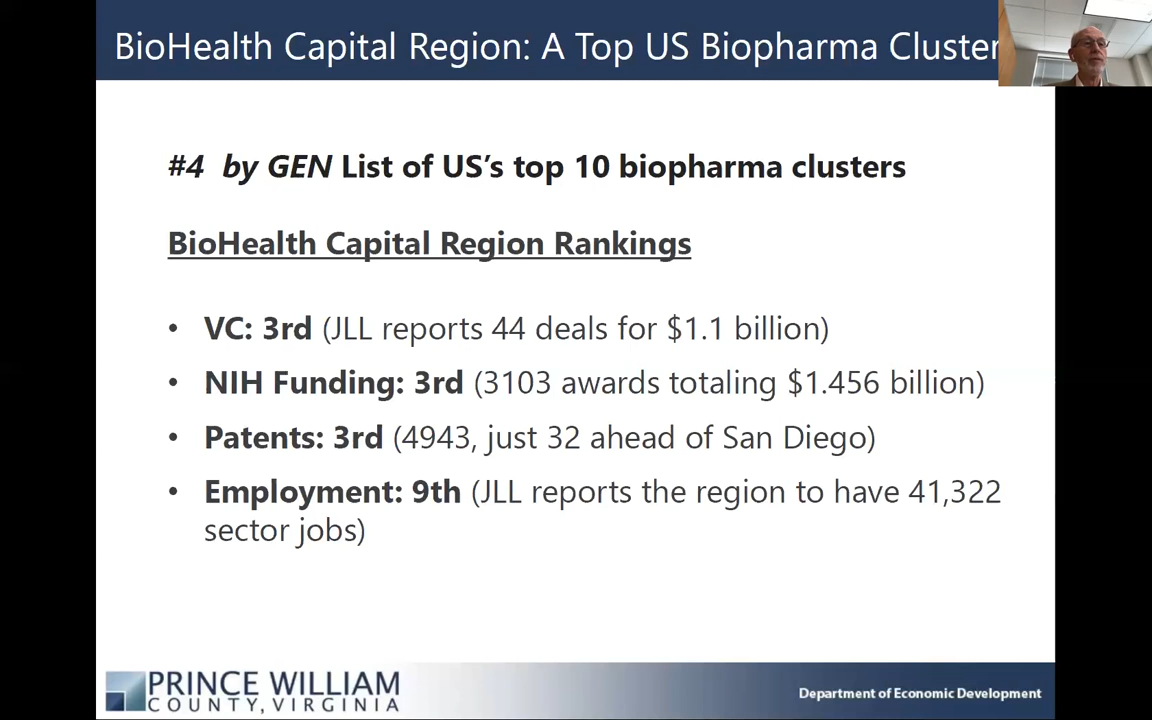 BioHealth Capital Region: A Top US Biopharma Cluster
#4 by GEN List of US's top 10 biopharma clusters
BioHealth Capital Region Rankings
• VC: 3rd (JLL reports 44 deals for $1.1 billion)
• NIH Funding: 3rd (3103 awards totaling $1.456 billion)
• Patents: 3rd (4943, just 32 ahead of San Diego)
• Employment: 9th (JLL reports the region to have 41,322
sector jobs)
PRINCE WILLIAM
COUNTY, VIRGINIA
Department of Economic Development